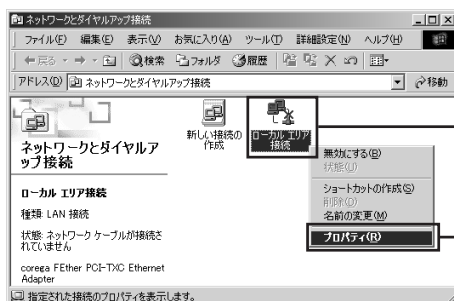 ネットワークとダイヤルアップ接続
ファイル(F) 編集(E) 表示(V) お気に入り(A) ツール(T) 詳細設定(N) ヘルプ(H)
戻る 検索 フォルダ 履歴
アドレス(D) ネットワークとダイヤルアップ接続 移動
ネットワークとダイヤルア
ップ接続
ローカル エリア接続
種類: LAN 接続
状態: ネットワーク ケーブルが接続さ
れていません
corega FEther PCI-TXC Ethernet
Adapter
新しい接続の
作成
ローカル エリア
接続
無効にする(B)
状態(U)
ショートカットの作成(S)
削除(D)
名前の変更(M)
プロパティ(R)
指定された接続のプロパティを表示します。